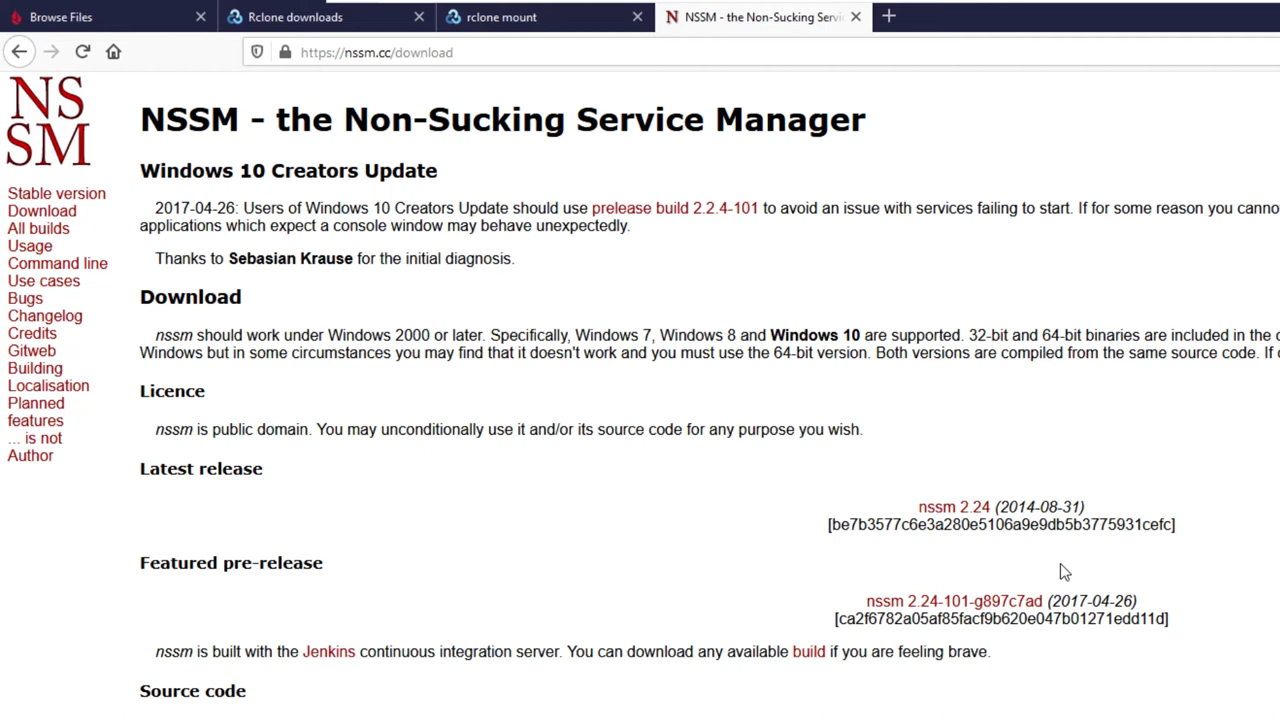 Browse Files
Rclone downloads
rclone mount
NSSM - the Non-Sucking Servi
https://nssm.cc/download
NS
SM
Stable version
Download
All builds
Usage
Command line
Use cases
Bugs
Changelog
Credits
Gitweb
Building
Localisation
Planned
features
... is not
Author
NSSM - the Non-Sucking Service Manager
Windows 10 Creators Update
2017-04-26: Users of Windows 10 Creators Update should use prelease build 2.2.4-101 to avoid an issue with services failing to start. If for some reason you cannot
applications which expect a console window may behave unexpectedly.
Thanks to Sebasian Krause for the initial diagnosis.
Download
nssm should work under Windows 2000 or later. Specifically, Windows 7, Windows 8 and Windows 10 are supported. 32-bit and 64-bit binaries are included in the
Windows but in some circumstances you may find that it doesn't work and you must use the 64-bit version. Both versions are compiled from the same source code. If
Licence
nssm is public domain. You may unconditionally use it and/or its source code for any purpose you wish.
Latest release
nssm 2.24 (2014-08-31)
[be7b3577c6e3a280e5106a9e9db5b3775931cefc]
Featured pre-release
nssm 2.24-101-g897c7ad (2017-04-26)
[ca2f6782a05af85facf9b620e047b01271edd11d]
nssm is built with the Jenkins continuous integration server. You can download any available build if you are feeling brave.
Source code